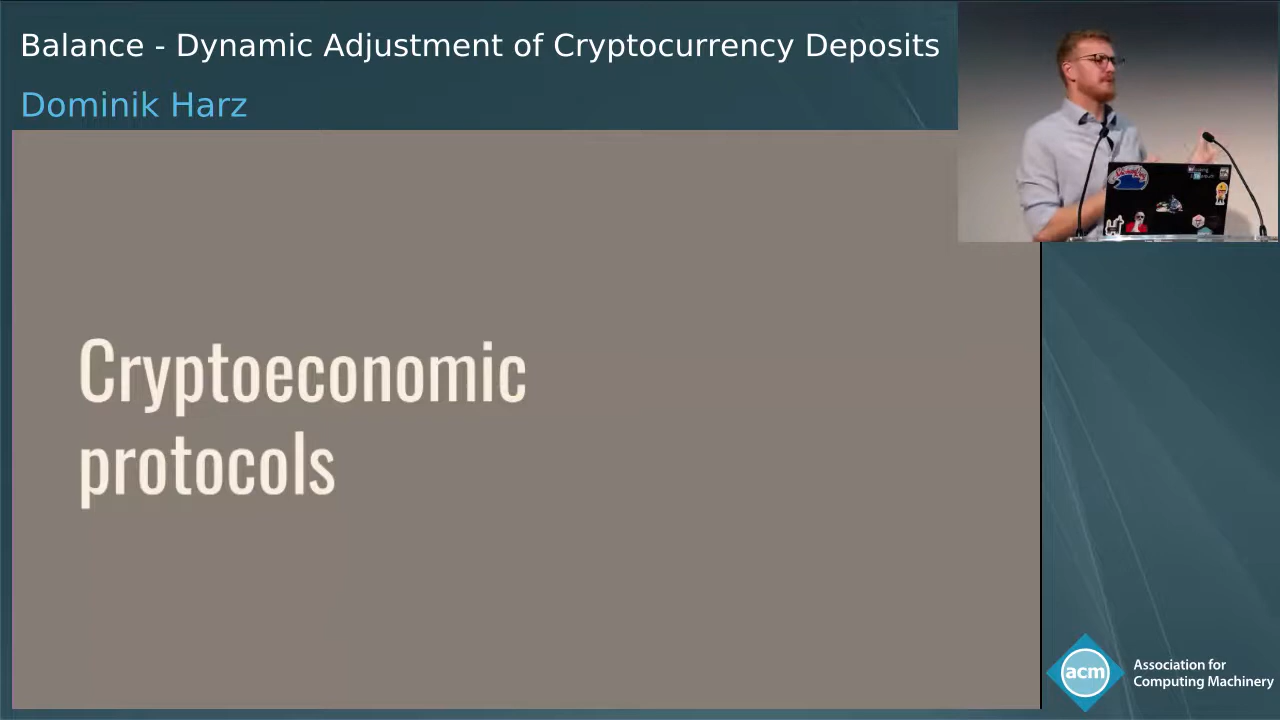 Balance - Dynamic Adjustment of Cryptocurrency Deposits
Dominik Harz
Cryptoeconomic
protocols
acm
Association for
Computing Machinery